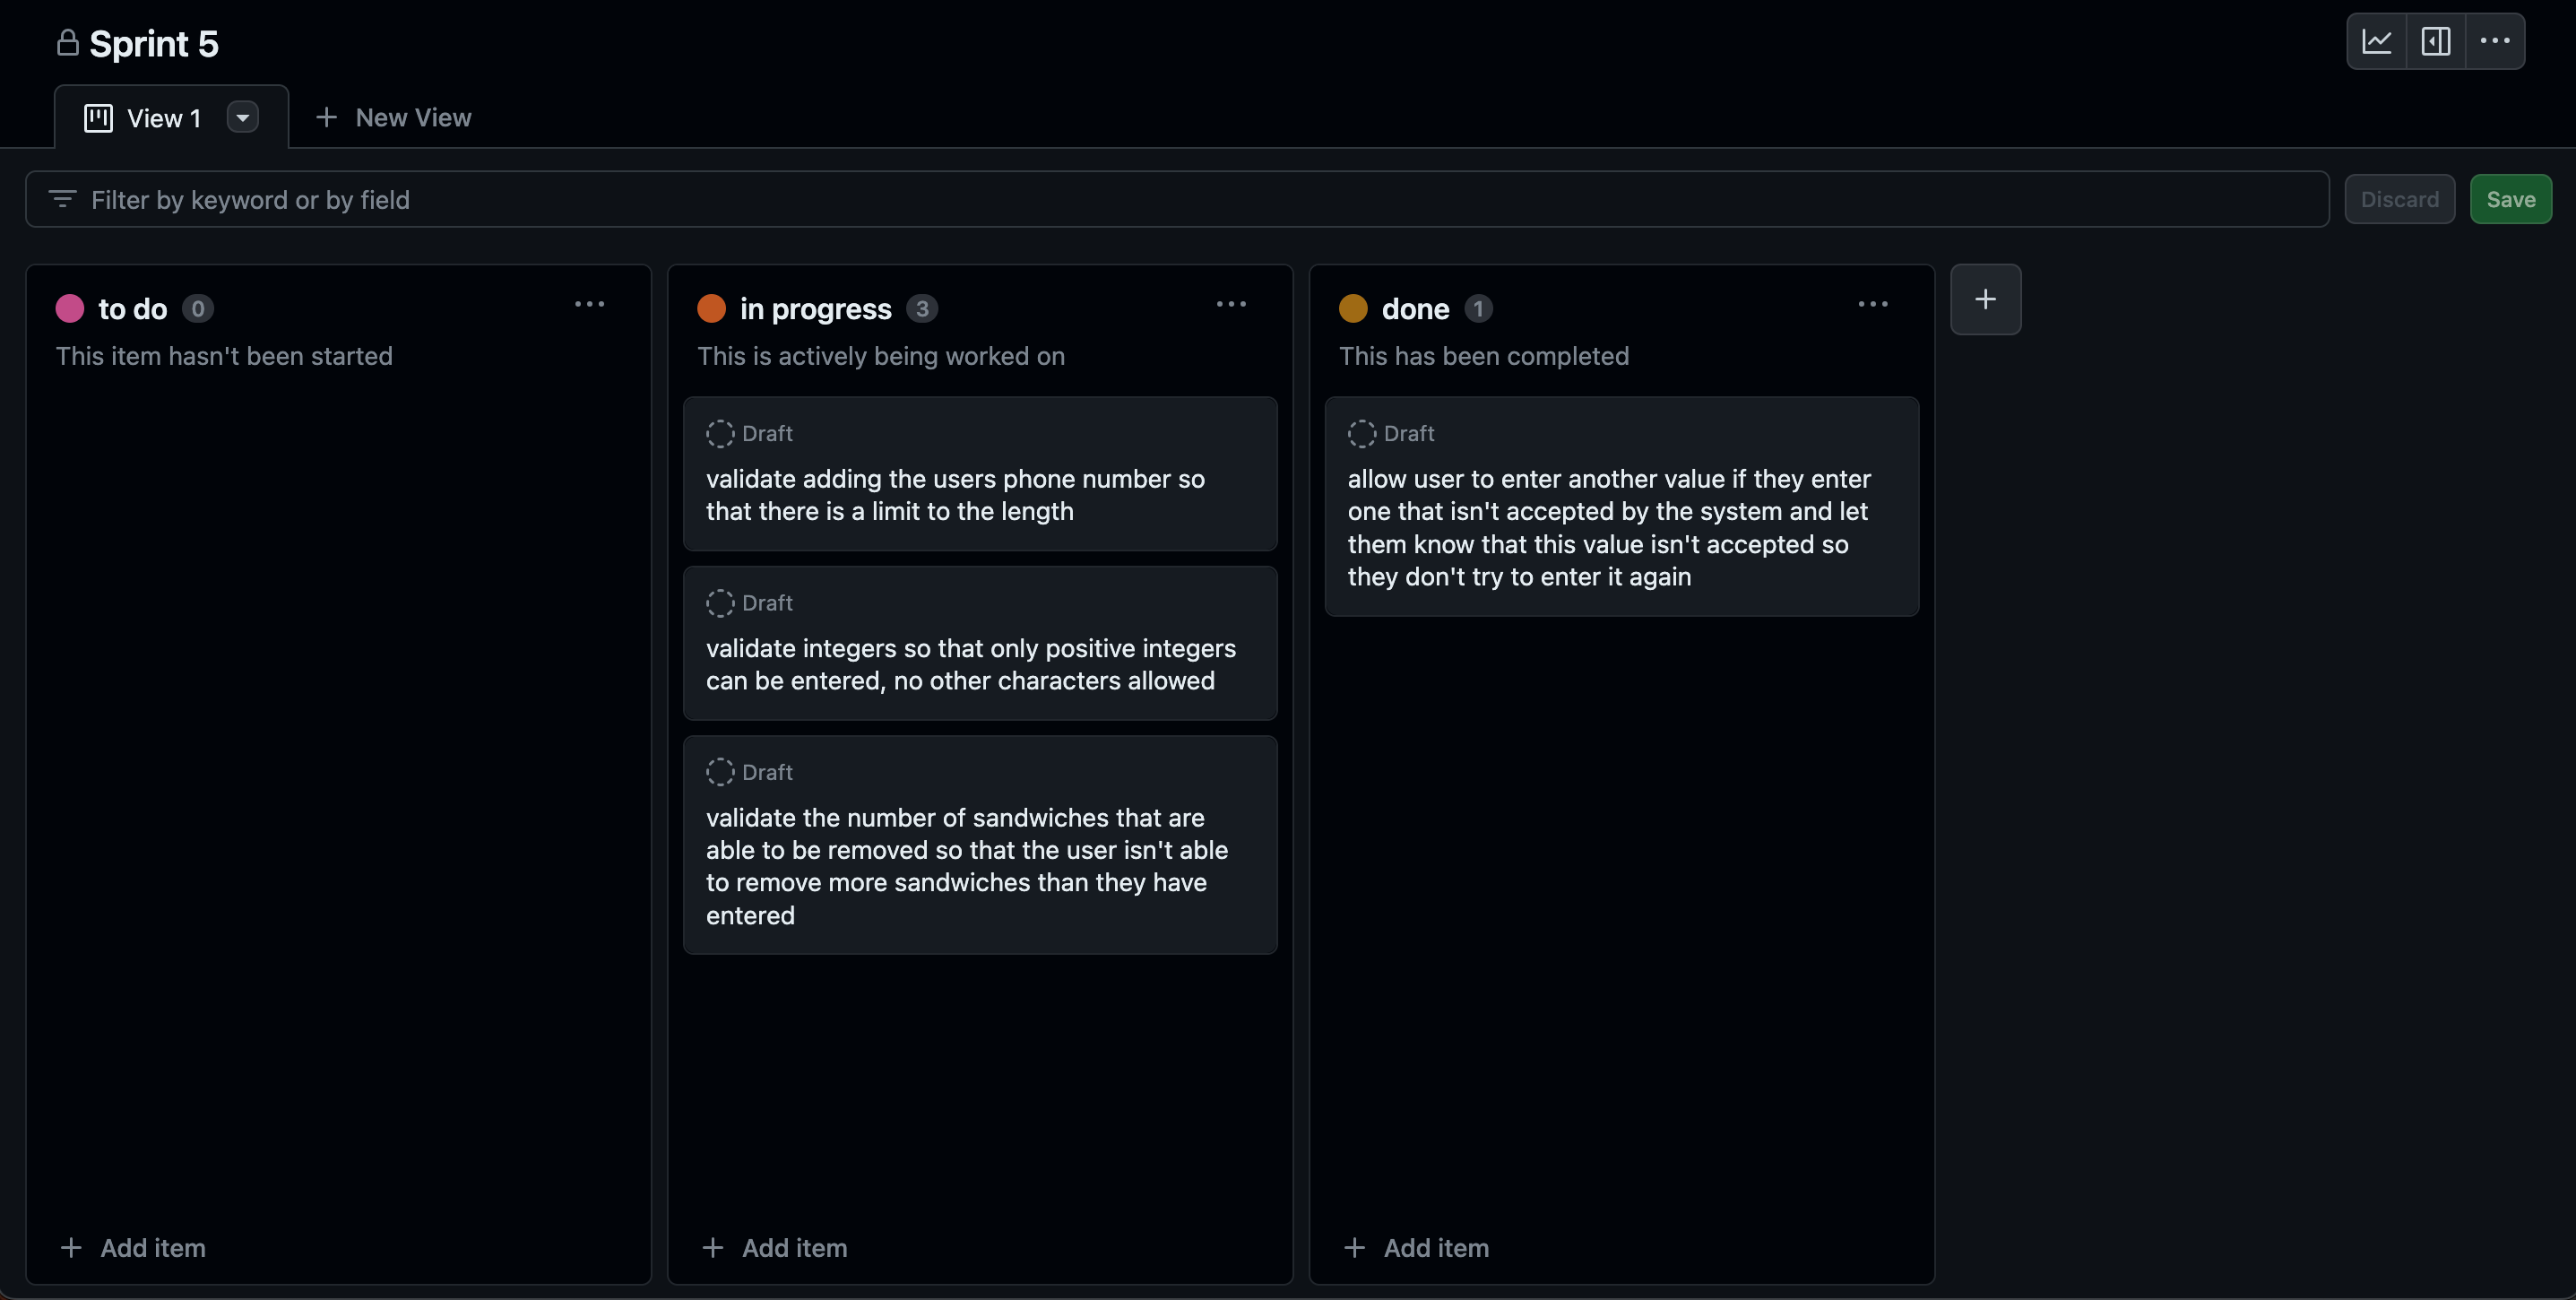 Sprint 5
View 1
New View
Filter by keyword or by field
Discard
Save
to do 0
This item hasn't been started
Add item
in progress 3
This is actively being worked on
Draft
validate adding the users phone number so
that there is a limit to the length
Draft
validate integers so that only positive integers
can be entered, no other characters allowed
Draft
validate the number of sandwiches that are
able to be removed so that the user isn't able
to remove more sandwiches than they have
entered
Add item
done 1
This has been completed
Draft
allow user to enter another value if they enter
one that isn't accepted by the system and let
them know that this value isn't accepted so
they don't try to enter it again
Add item